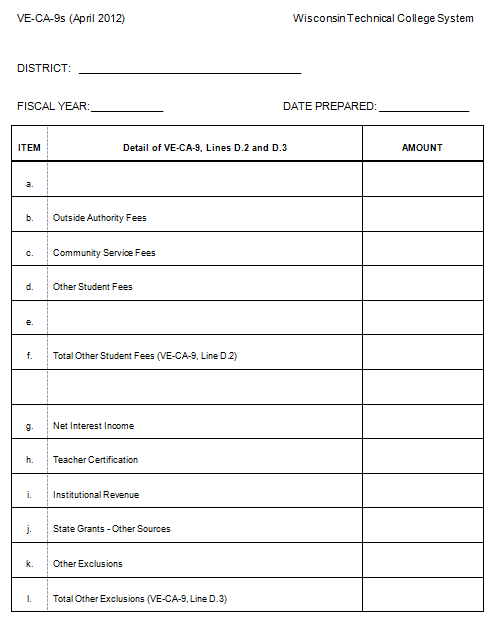 VE-CA-9s (April 2012) Wisconsin Technical College System
DISTRICT:
FISCAL YEAR: DATE PREPARED:
ITEM Detail of VE-CA-9, Lines D.2 and D.3 AMOUNT
a.
b. Outside Authority Fees
c. Community Service Fees
d. Other Student Fees
e.
f. Total Other Student Fees (VE-CA-9, Line D.2)
g. Net Interest Income
h. Teacher Certification
i. Institutional Revenue
j. State Grants - Other Sources
k. Other Exclusions
l. Total Other Exclusions (VE-CA-9, Line D.3)